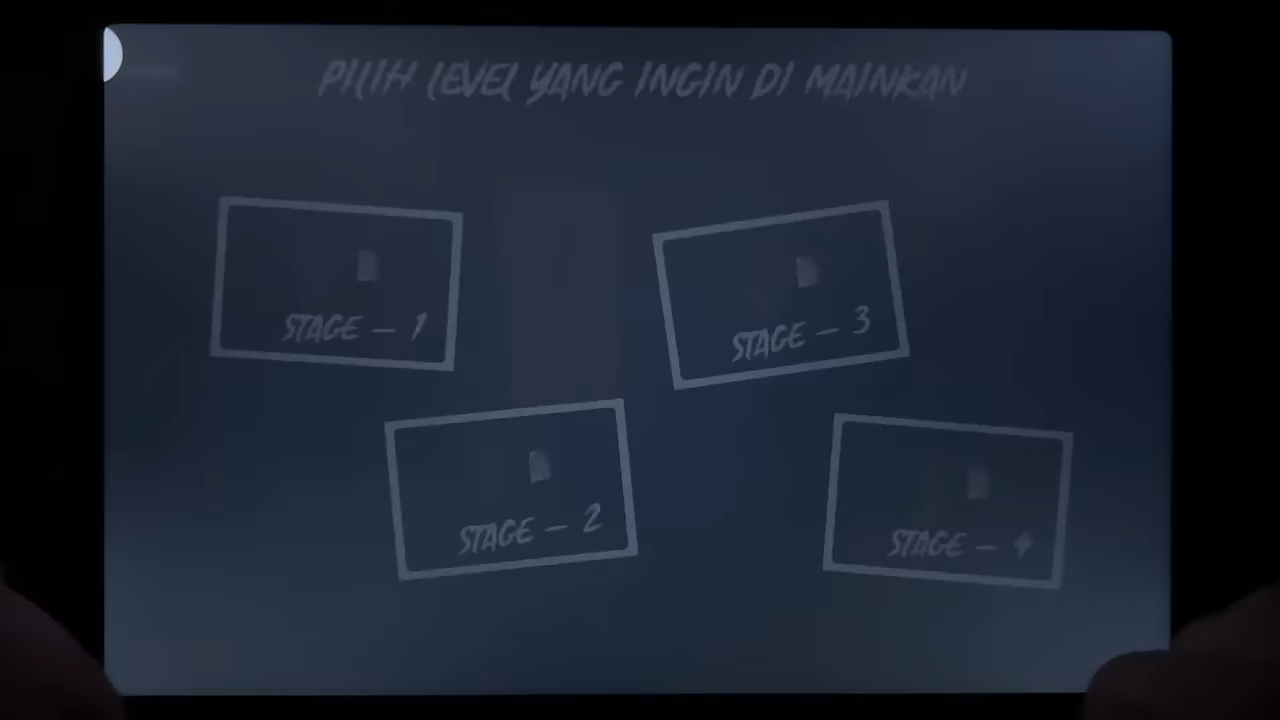 PILIH LEVEL YANG INGIN DI MAINKAN
STAGE – 1
STAGE – 3
STAGE – 2
STAGE – 4